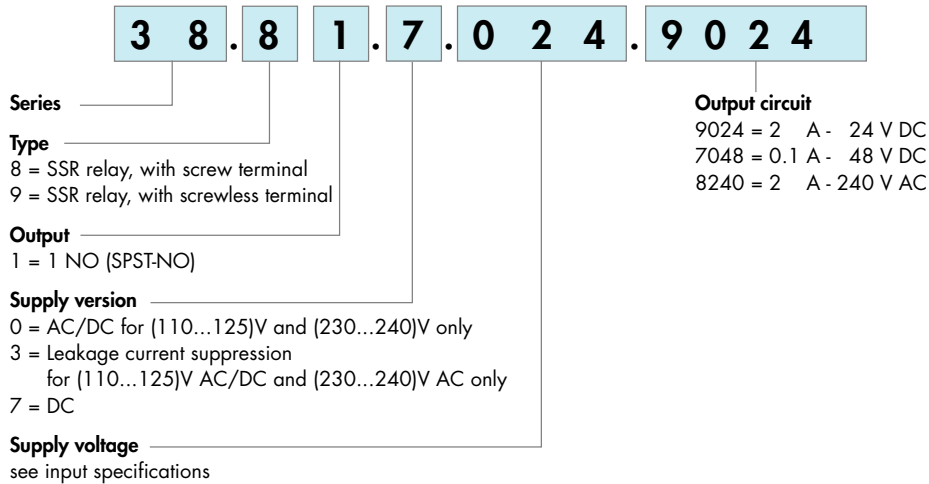 3 8 . 8 1 . 7 . 0 2 4 . 9 0 2 4
Series
Type
8 = SSR relay, with screw terminal
9 = SSR relay, with screwless terminal
Output
1 = 1 NO (SPST-NO)
Supply version
0 = AC/DC for (110...125)V and (230...240)V only
3 = Leakage current suppression
for (110...125)V AC/DC and (230...240)V AC only
7 = DC
Supply voltage
see input specifications
Output circuit
9024 = 2 A - 24 V DC
7048 = 0.1 A - 48 V DC
8240 = 2 A - 240 V AC